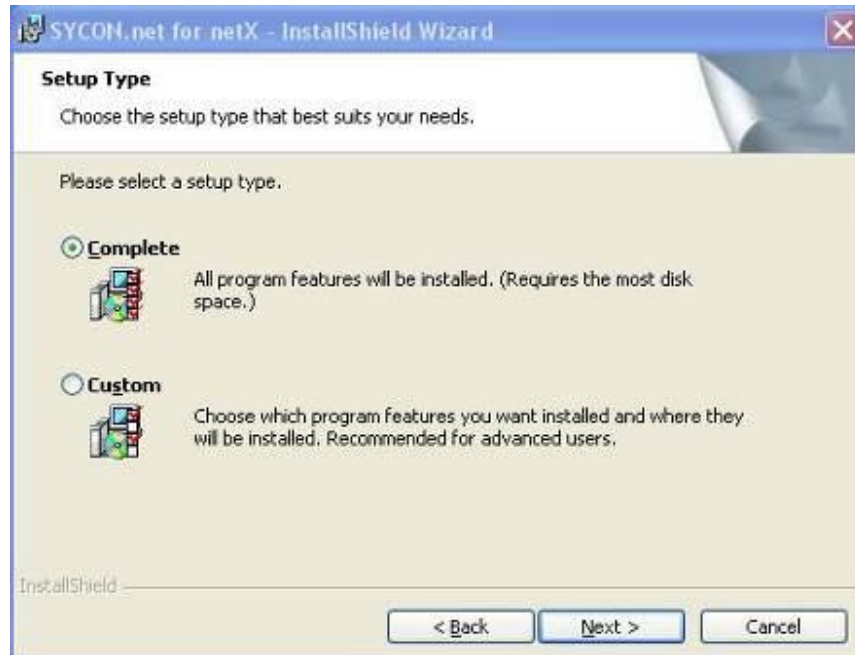 SYCON.net for netX - InstallShield Wizard
Setup Type
Choose the setup type that best suits your needs.
Please select a setup type.
Complete
All program features will be installed. (Requires the most disk
space.)
Custom
Choose which program features you want installed and where they
will be installed. Recommended for advanced users.
InstallShield
< Back Next > Cancel